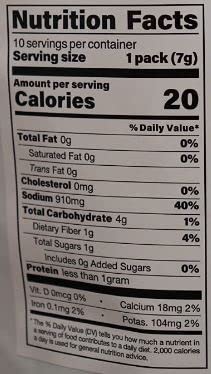 Nutrition Facts
10 servings per container
Serving size 1 pack (7g)
Amount per serving
Calories 20
% Daily Value*
Total Fat 0g 0%
Saturated Fat 0g 0%
Trans Fat 0g
Cholesterol 0mg 0%
Sodium 910mg 40%
Total Carbohydrate 4g 1%
Dietary Fiber 1g 4%
Total Sugars 1g
Includes 0g Added Sugars 0%
Protein less than 1gram
Vit. D 0mcg 0% • Calcium 18mg 2%
Iron 0.1mg 2% • Potas. 104mg 2%
* The % Daily Value (DV) tells you how much a nutrient in
a serving of food contributes to a daily diet. 2,000 calories
a day is used for general nutrition advice.